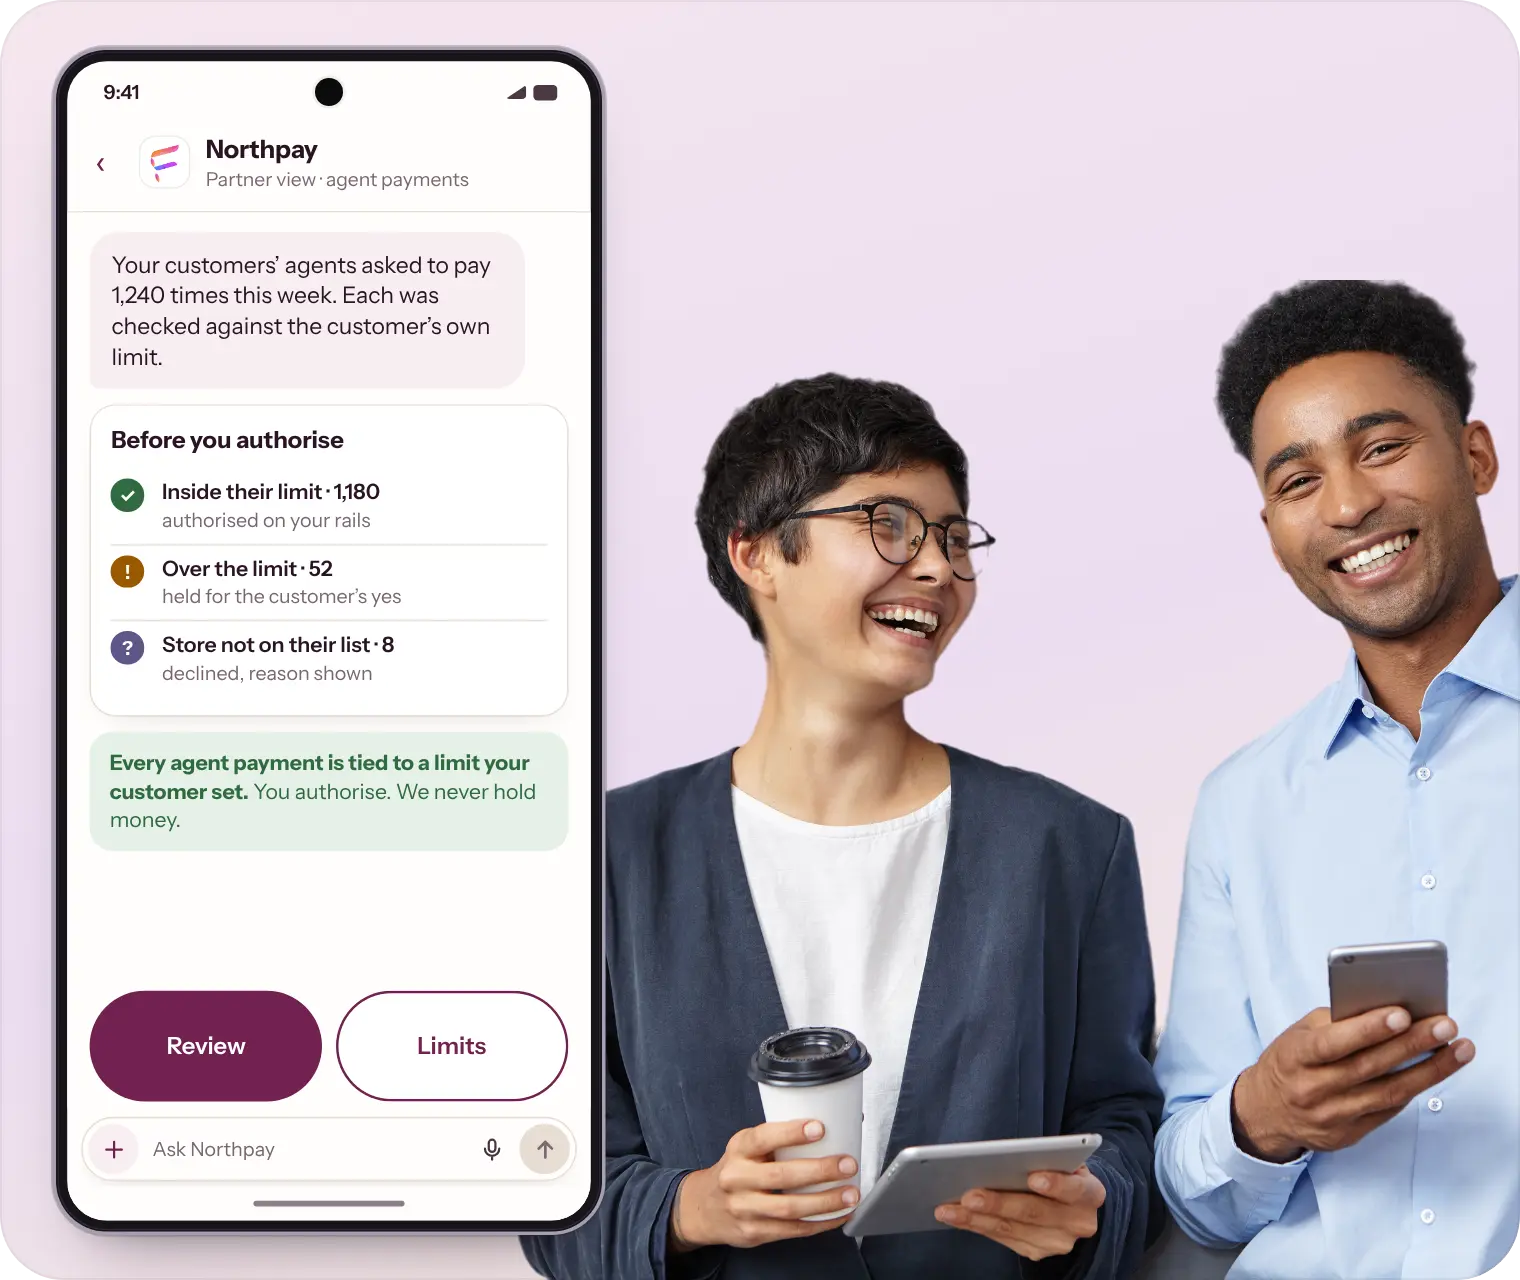 9:41
Northpay
Partner view · agent payments
Your customers’ agents asked to pay
1,240 times this week. Each was
checked against the customer’s own
limit.
Before you authorise
Inside their limit · 1,180
authorised on your rails
Over the limit · 52
held for the customer’s yes
Store not on their list · 8
declined, reason shown
Every agent payment is tied to a limit your
customer set. You authorise. We never hold
money.
Review
Limits
Ask Northpay